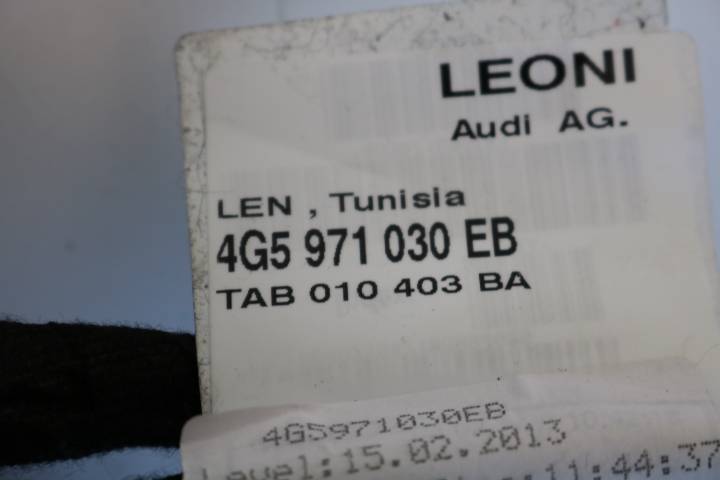 LEONI
Audi AG.
LEN , Tunisia
4G5 971 030 EB
TAB 010 403 BA
4G5971030EB
Level:15.02.2013
11:44:37